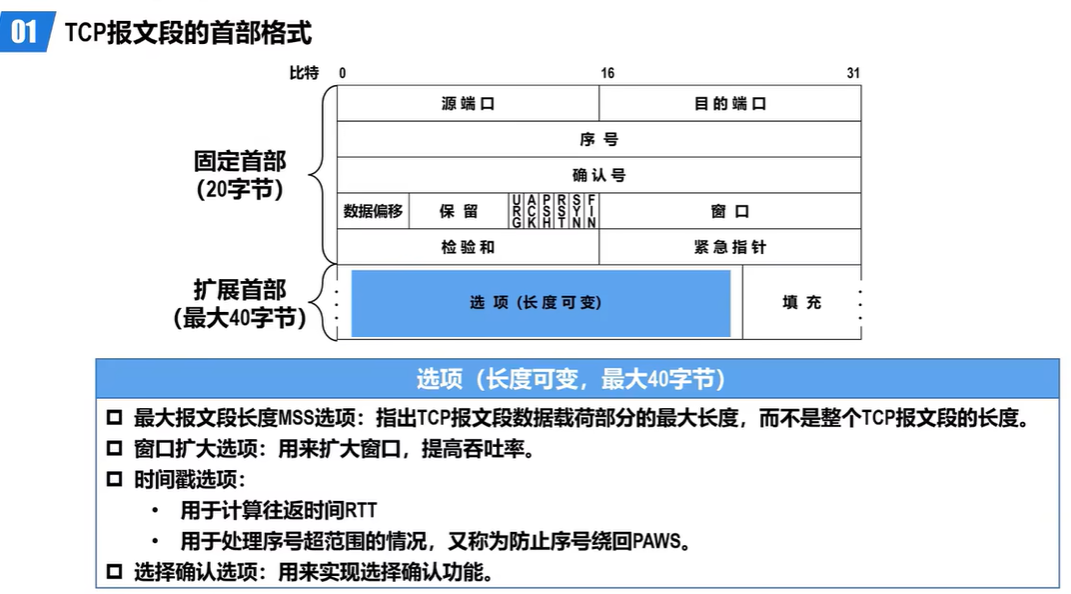 01 TCP报文段的首部格式
比特 0 16 31
源端口 目的端口
序号
固定首部
（20字节）
确认号
数据偏移 保留 URG ACK PSH RST SYN FIN 窗口
检验和 紧急指针
扩展首部
（最大40字节）
选项（长度可变） 填充
选项（长度可变，最大40字节）
最大报文段长度MSS选项：指出TCP报文段数据载荷部分的最大长度，而不是整个TCP报文段的长度。
窗口扩大选项：用来扩大窗口，提高吞吐率。
时间戳选项：
• 用于计算往返时间RTT
• 用于处理序号超范围的情况，又称为防止序号绕回PAWS。
选择确认选项：用来实现选择确认功能。